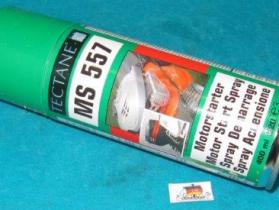 TECTANE
MS 557
Motorstarter
Motor Start Spray
Spray Démarrage
Spray Accensione
400 ml